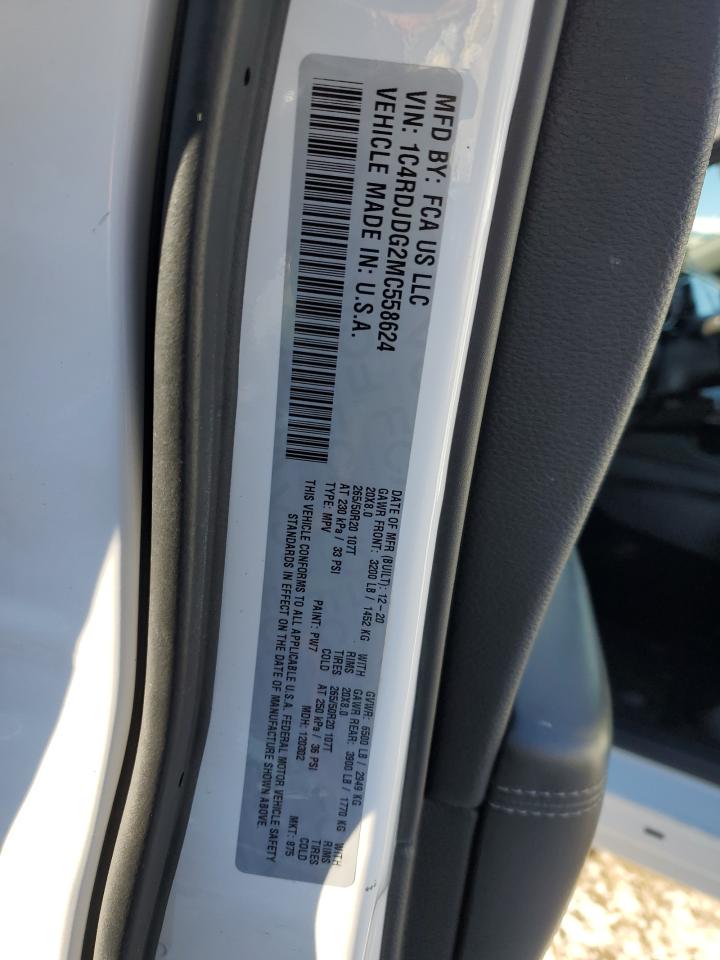 MFD BY: FCA US LLC
VIN: 1C4RDJDG2MC558624
VEHICLE MADE IN: U.S.A.
DATE OF MFR (BUILT): 12-20 GVWR: 6500 LB / 2949 KG
GAWR FRONT: 3200 LB / 1452 KG WITH GAWR REAR: 3900 LB / 1770 KG WITH
20X8.0 RIMS 20X8.0 RIMS
265/50R20 107T TIRES 265/50R20 107T TIRES
AT 230 kPa / 33 PSI COLD AT 250 kPa / 36 PSI COLD
TYPE: MPV PAINT: PW7 MDH: 120302 MKT: 875
THIS VEHICLE CONFORMS TO ALL APPLICABLE U.S.A. FEDERAL MOTOR VEHICLE SAFETY
STANDARDS IN EFFECT ON THE DATE OF MANUFACTURE SHOWN ABOVE